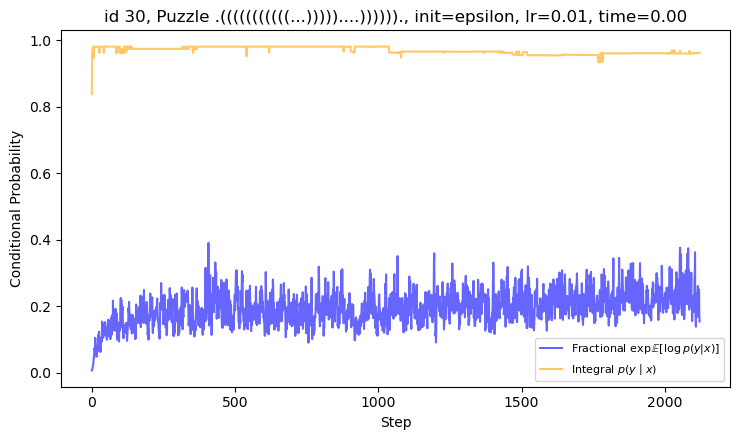 id 30, Puzzle .(((((((((((...)))))....))))))., init=epsilon, lr=0.01, time=0.00
Conditional Probability
1.0
0.8
0.6
0.4
0.2
0.0
0
500
1000
1500
2000
Step
Fractional exp𝔼[log p(y|x)]
Integral p(y | x)